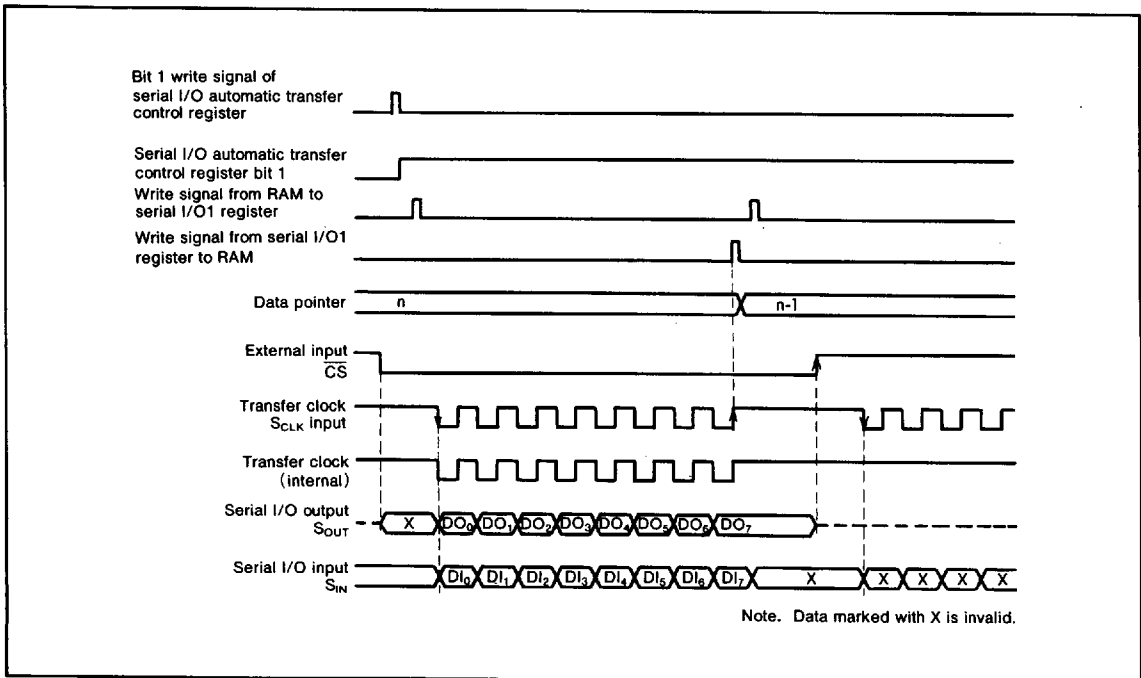 Bit 1 write signal of
serial I/O automatic transfer
control register
Serial I/O automatic transfer
control register bit 1
Write signal from RAM to
serial I/O1 register
Write signal from serial I/O1
register to RAM
Data pointer
n
n-1
External input
CS
Transfer clock
SCLK input
Transfer clock
(internal)
Serial I/O output
SOUT
X DO0 DO1 DO2 DO3 DO4 DO5 DO6 DO7
Serial I/O input
SIN
DI0 DI1 DI2 DI3 DI4 DI5 DI6 DI7 X X X X X
Note. Data marked with X is invalid.